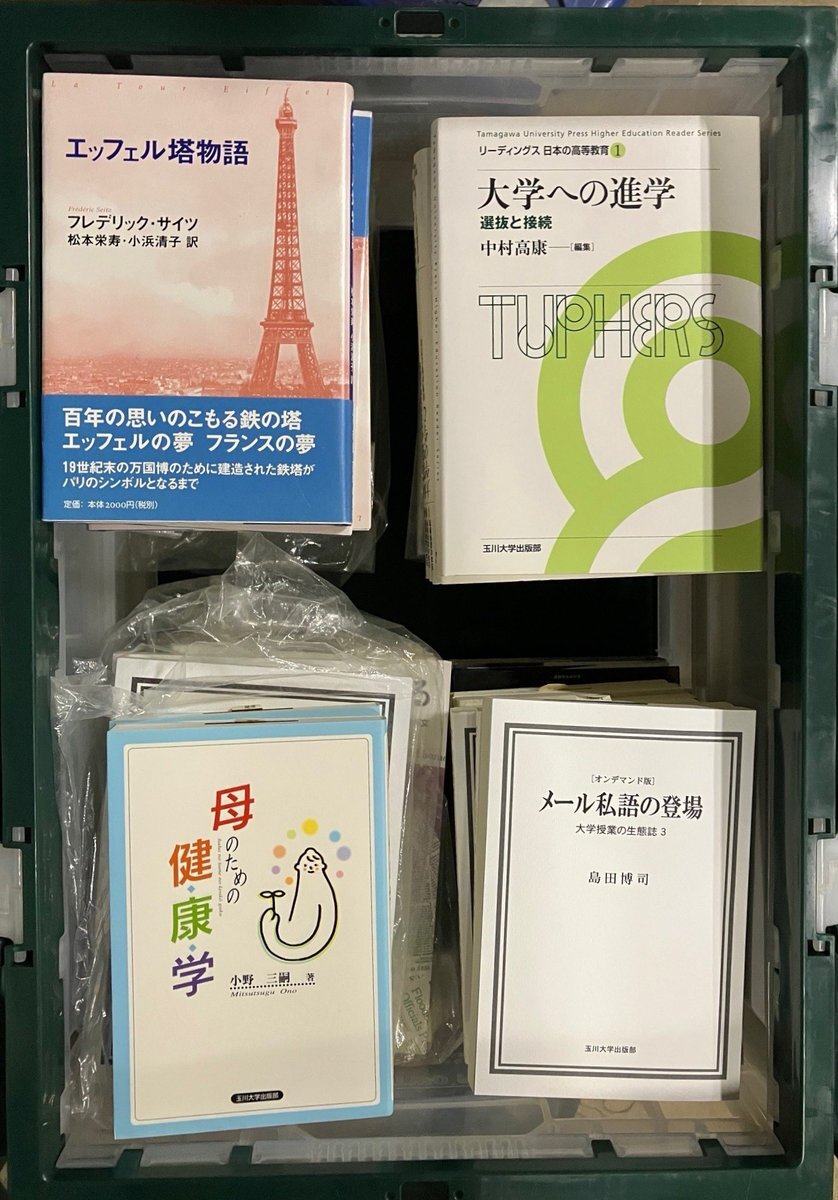 La Tour Eiffel
エッフェル塔物語
Frédéric Seitz
フレデリック・サイツ
松本栄寿・小浜清子 訳
百年の思いのこもる鉄の塔
エッフェルの夢 フランスの夢
19世紀末の万国博のために建造された鉄塔が
パリのシンボルとなるまで
定価：本体2000円（税別）
Tamagawa University Press Higher Education Reader Series
リーディングス 日本の高等教育 1
大学への進学
選抜と接続
中村高康──［編集］
TUPHERS
玉川大学出版部
母のための
健・康・学
小野 三嗣 著
Mitsutsugu Ono
玉川大学出版部
［オンデマンド版］
メール私語の登場
大学授業の生態誌 3
島田博司
玉川大学出版部